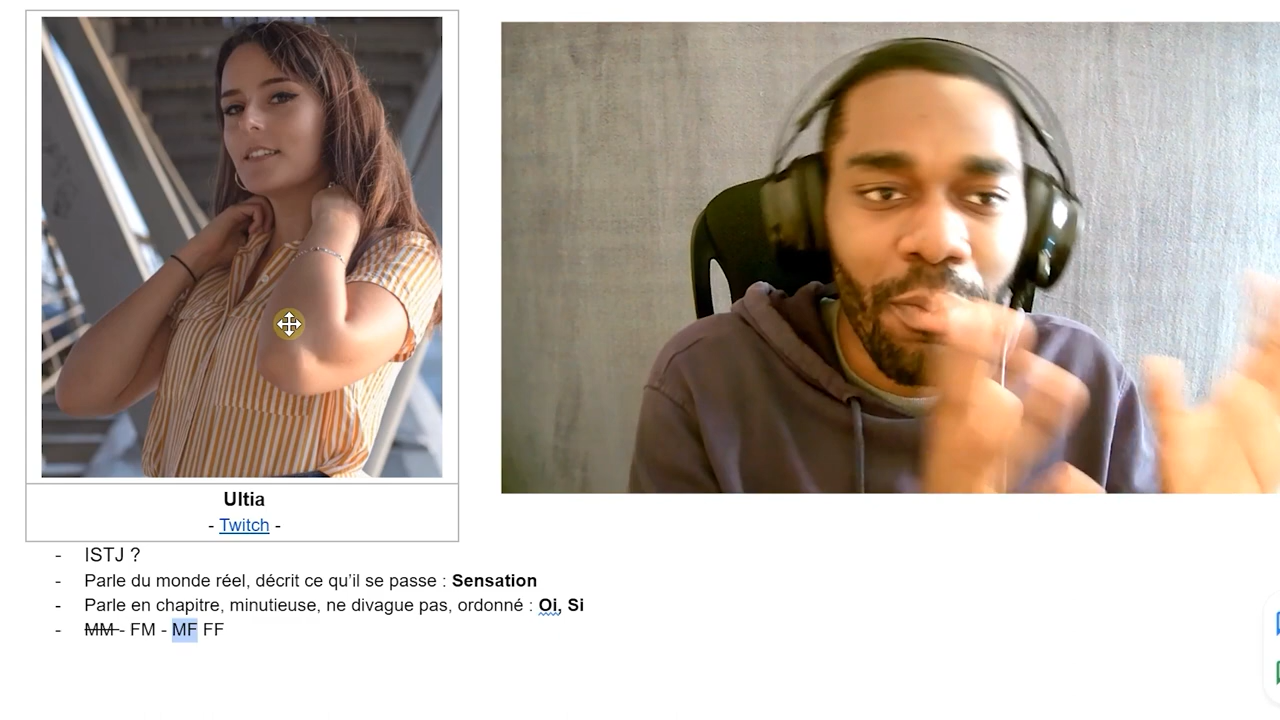 Ultia
- Twitch -
- ISTJ ?
- Parle du monde réel, décrit ce qu'il se passe : Sensation
- Parle en chapitre, minutieuse, ne divague pas, ordonné : Oi, Si
- MM - FM - MF FF